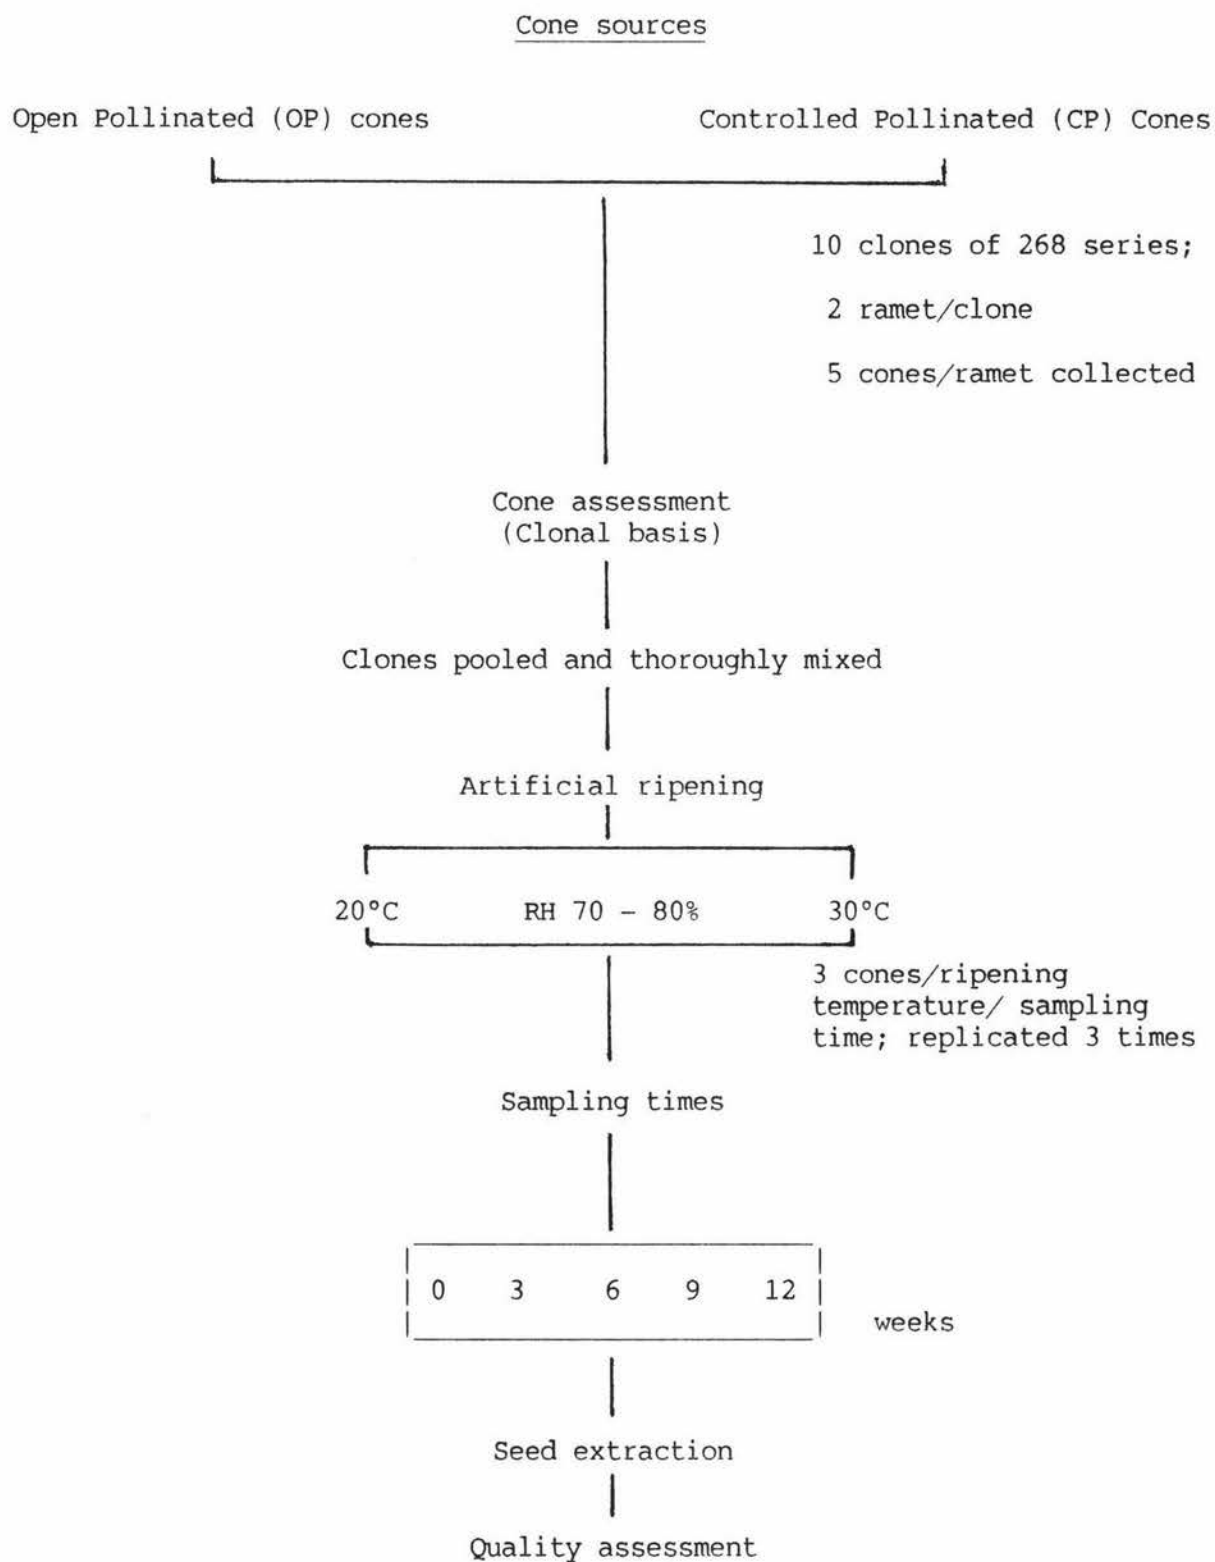 Cone sources
Open Pollinated (OP) cones
Controlled Pollinated (CP) Cones
10 clones of 268 series;
2 ramet/clone
5 cones/ramet collected
Cone assessment
(Clonal basis)
Clones pooled and thoroughly mixed
Artificial ripening
20°C RH 70 - 80% 30°C
3 cones/ripening
temperature/ sampling
time; replicated 3 times
Sampling times
0 3 6 9 12
weeks
Seed extraction
Quality assessment